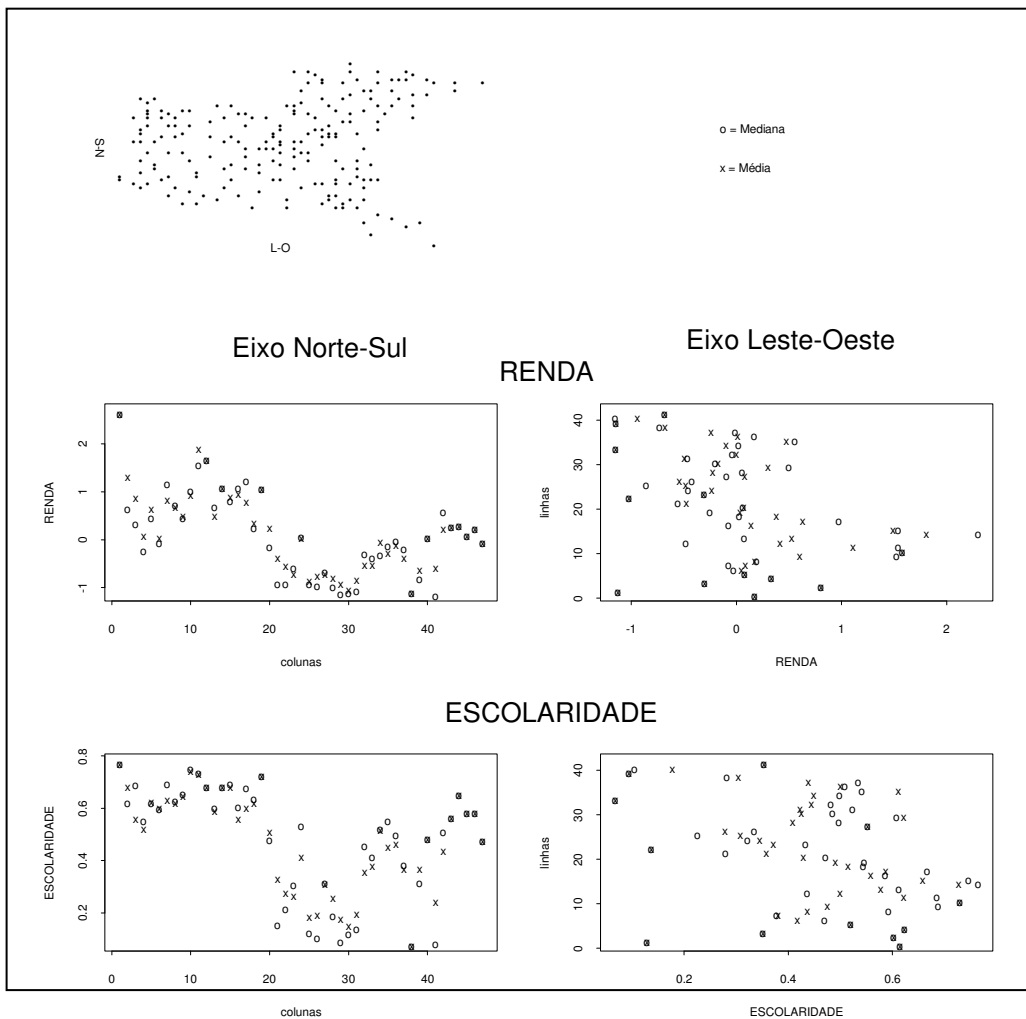 N-S
L-O
o = Mediana
x = Média
Eixo Norte-Sul
Eixo Leste-Oeste
RENDA
RENDA
2
1
0
-1
0 10 20 30 40
colunas
linhas
40
30
20
10
0
-1 0 1 2
RENDA
ESCOLARIDADE
ESCOLARIDADE
0.8
0.6
0.4
0.2
0 10 20 30 40
colunas
linhas
40
30
20
10
0
0.2 0.4 0.6
ESCOLARIDADE